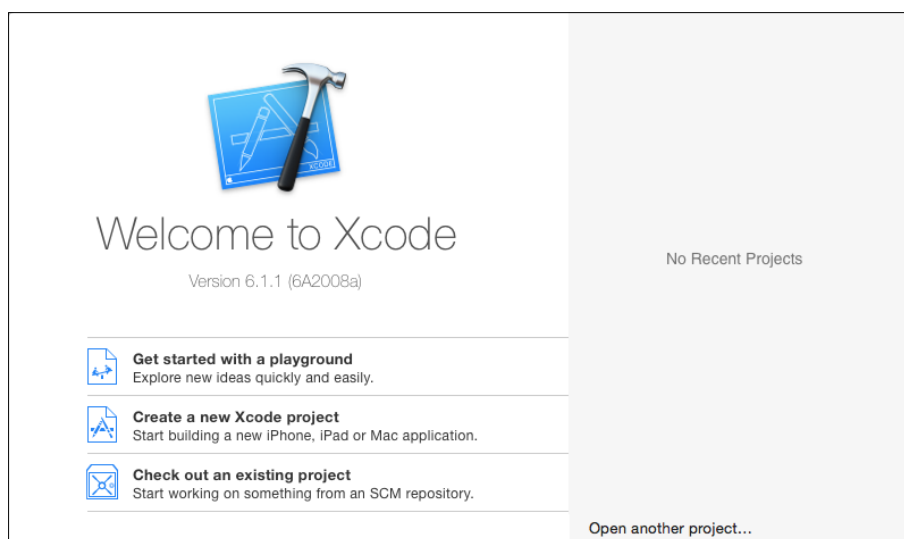 XCODE
Welcome to Xcode
Version 6.1.1 (6A2008a)
Get started with a playground
Explore new ideas quickly and easily.
Create a new Xcode project
Start building a new iPhone, iPad or Mac application.
Check out an existing project
Start working on something from an SCM repository.
No Recent Projects
Open another project…